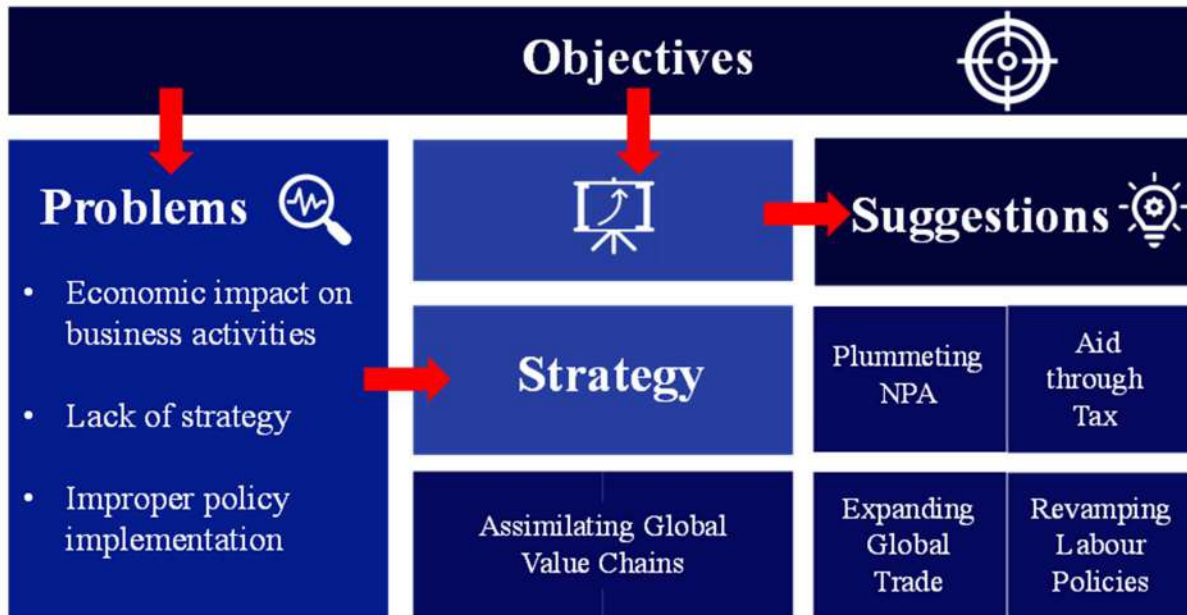 Objectives
Problems
• Economic impact on
business activities
• Lack of strategy
• Improper policy
implementation
Strategy
Assimilating Global
Value Chains
Suggestions
Plummeting
NPA
Aid
through
Tax
Expanding
Global
Trade
Revamping
Labour
Policies